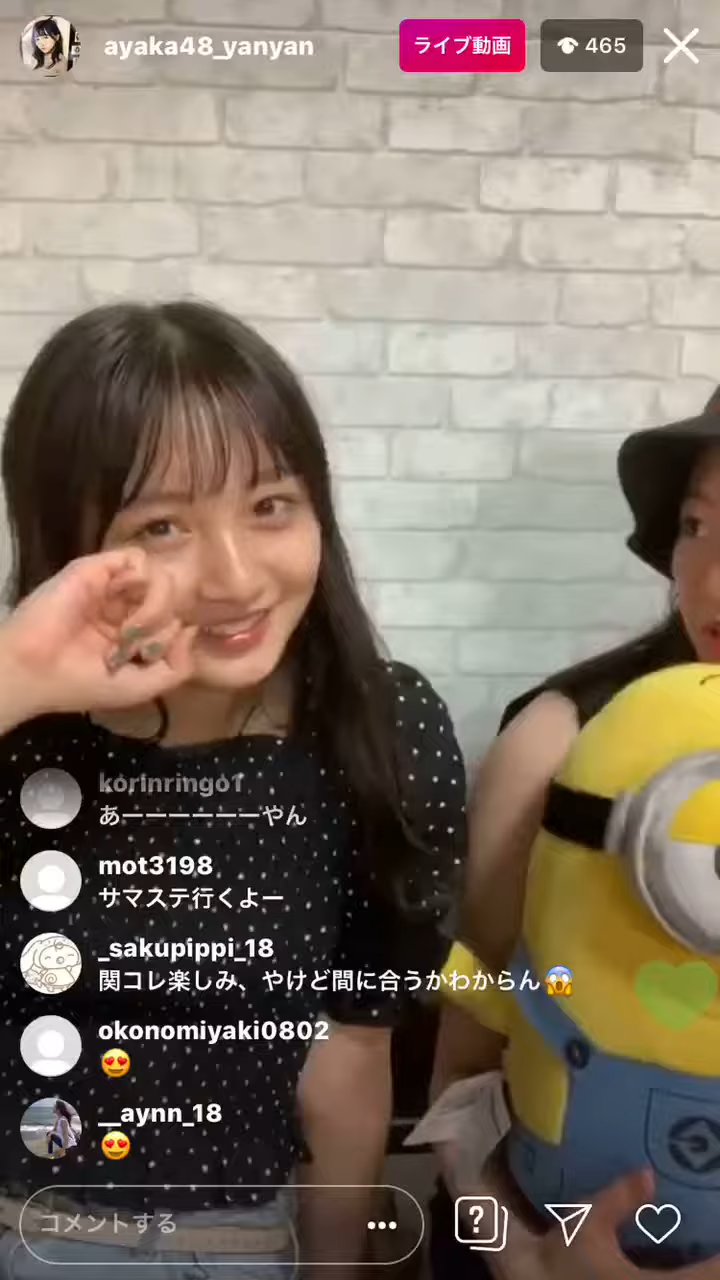 ayaka48_yanyan
ライブ動画
465
korinringo1
あーーーーーーやん
mot3198
サマステ行くよー
_sakupippi_18
関コレ楽しみ、やけど間に合うかわからん😱
okonomiyaki0802
😍
__aynn_18
😍
コメントする